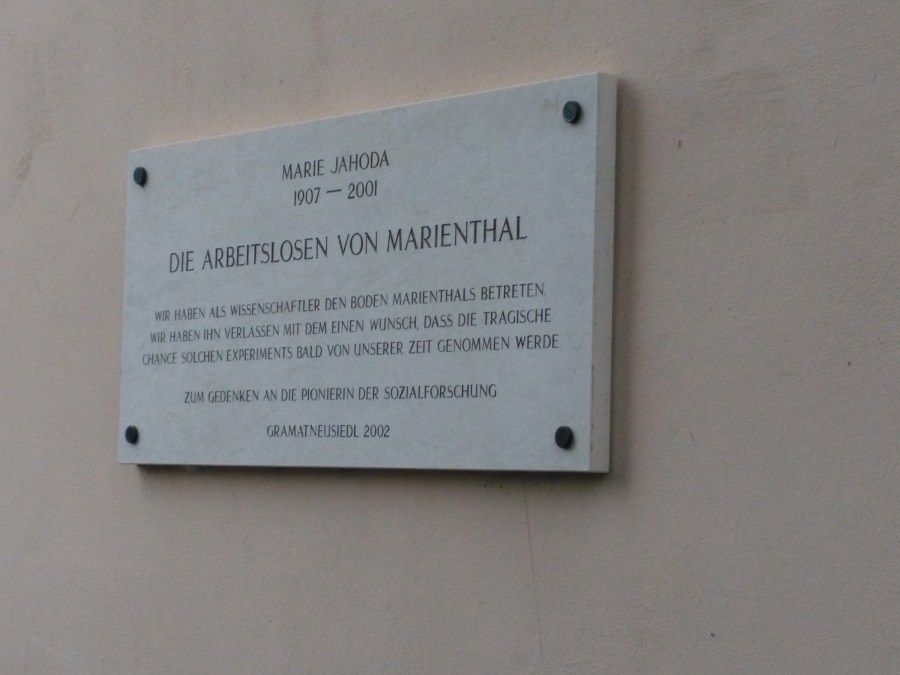 MARIE JAHODA
1907 — 2001
DIE ARBEITSLOSEN VON MARIENTHAL
WIR HABEN ALS WISSENSCHAFTLER DEN BODEN MARIENTHALS BETRETEN.
WIR HABEN IHN VERLASSEN MIT DEM EINEN WUNSCH, DASS DIE TRAGISCHE
CHANCE SOLCHEN EXPERIMENTS BALD VON UNSERER ZEIT GENOMMEN WERDE
ZUM GEDENKEN AN DIE PIONIERIN DER SOZIALFORSCHUNG
GRAMATNEUSIEDL 2002